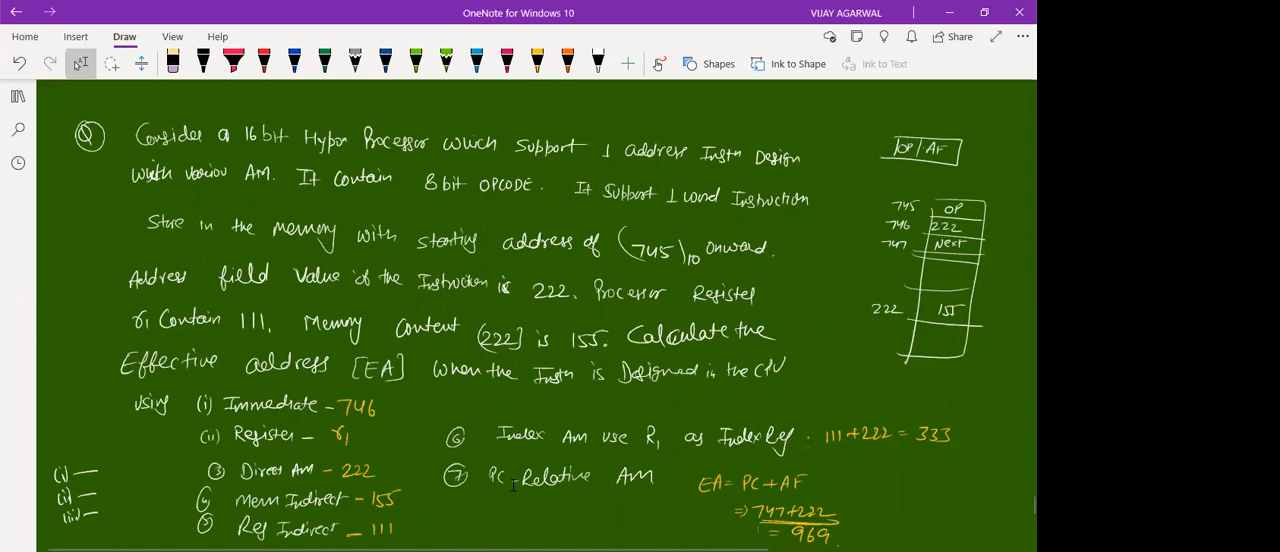 OneNote for Windows 10
VIJAY AGARWAL
Home Insert Draw View Help
Share
Shapes Ink to Shape Ink to Text
Q Consider a 16 bit Hypo Processor which support 1 address Instn Design
with various AM. It contain 8 bit OPCODE. It support 1 word Instruction
Store in the memory with starting address of (745)10 onward.
Address field value of the Instruction is 222. Processor Register
r1 contain 111. Memory content [222] is 155. Calculate the
Effective address [EA] when the Instn is Designed in the CPU
using (i) Immediate - 746
(ii) Register - r1
③ Direct AM - 222
④ Mem Indirect - 155
⑤ Reg Indirect - 111
⑥ Index AM use R1 as Index Reg. 111+222 = 333
⑦ PC-Relative AM
EA = PC + AF
⇒ 747+222
= 969.
(i) —
(ii) —
(iii) —
OP/AF
745 OP
746 222
747 Next
222 155